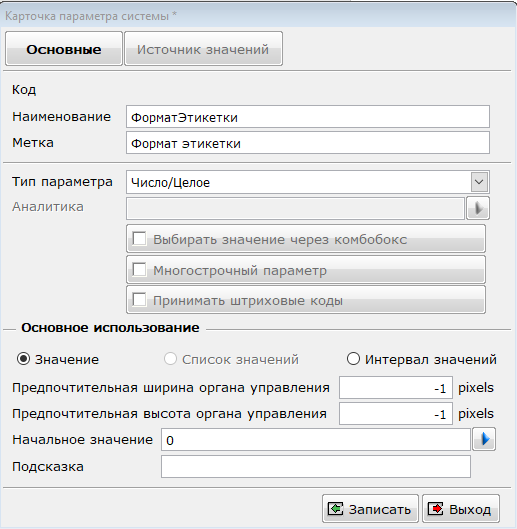 Карточка параметра системы *
Основные Источник значений
Код
Наименование ФорматЭтикетки
Метка Формат этикетки
Тип параметра Число/Целое
Аналитика
Выбирать значение через комбобокс
Многострочный параметр
Принимать штриховые коды
Основное использование
Значение Список значений Интервал значений
Предпочтительная ширина органа управления -1 pixels
Предпочтительная высота органа управления -1 pixels
Начальное значение 0
Подсказка
Записать Выход